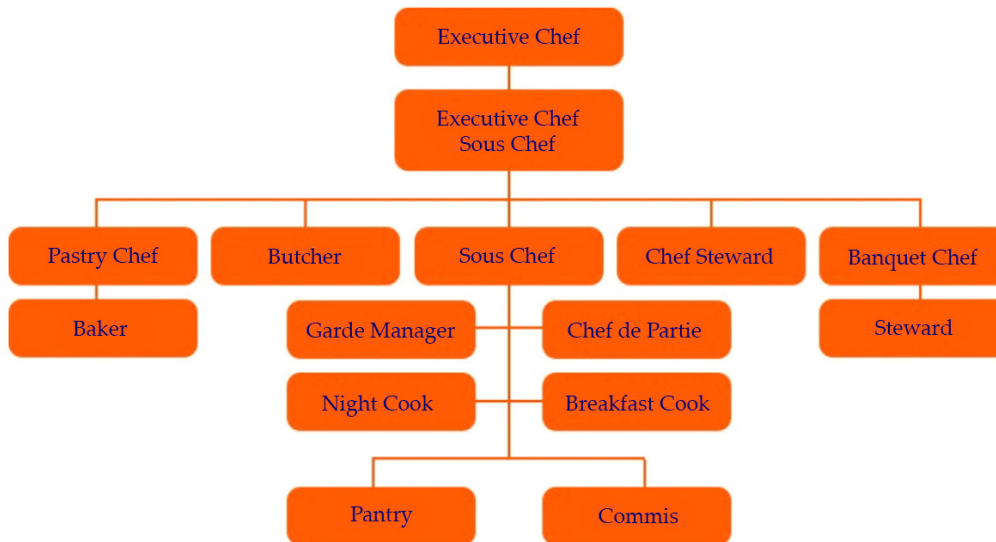 Executive Chef
Executive Chef
Sous Chef
Pastry Chef
Butcher
Sous Chef
Chef Steward
Banquet Chef
Baker
Garde Manager
Chef de Partie
Steward
Night Cook
Breakfast Cook
Pantry
Commis